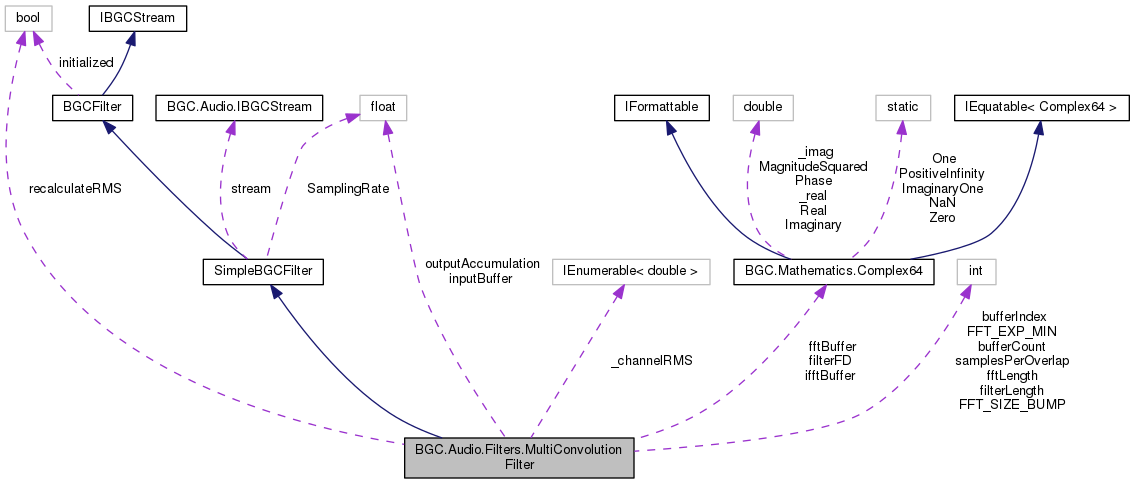 bool
IBGCStream
initialized
BGCFilter
BGC.Audio.IBGCStream
float
IFormattable
double
static
IEquatable< Complex64 >
recalculateRMS
stream
SamplingRate
_imag
MagnitudeSquared
Phase
_real
Real
Imaginary
One
PositiveInfinity
ImaginaryOne
NaN
Zero
SimpleBGCFilter
outputAccumulation
inputBuffer
IEnumerable< double >
BGC.Mathematics.Complex64
int
_channelRMS
fftBuffer
filterFD
ifftBuffer
bufferIndex
FFT_EXP_MIN
bufferCount
samplesPerOverlap
fftLength
filterLength
FFT_SIZE_BUMP
BGC.Audio.Filters.MultiConvolution
Filter